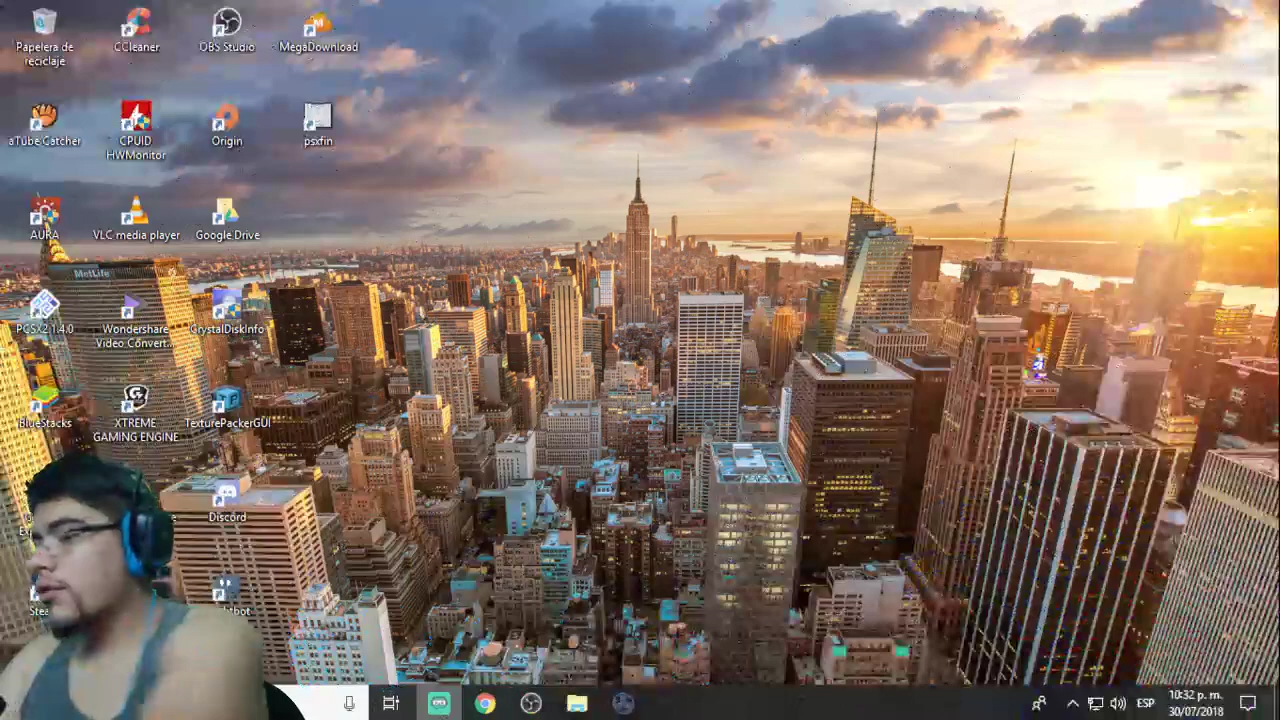 Papelera de
reciclaje
CCleaner
OBS Studio
MegaDownload
aTube Catcher
CPUID
HWMonitor
Origin
psxfin
AURA
VLC media player
Google Drive
MetLife
PCSX2 1.4.0
Wondershare
Video Convert...
CrystalDiskInfo
BlueStacks
XTREME
GAMING ENGINE
TexturePackerGUI
Discord
ESP
10:32 p. m.
30/07/2018